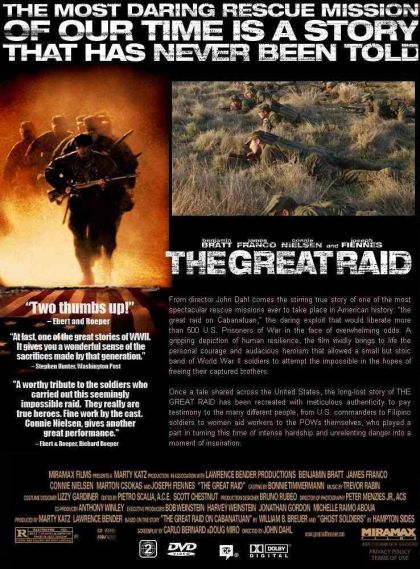 THE MOST DARING RESCUE MISSION
OF OUR TIME IS A STORY
THAT HAS NEVER BEEN TOLD
benjamin BRATT james FRANCO connie NIELSEN and joseph FIENNES
THE GREAT RAID
"Two thumbs up!"
– Ebert and Roeper
"At last, one of the great stories of WWII.
It gives you a wonderful sense of the
sacrifices made by that generation."
– Stephen Hunter, Washington Post
"A worthy tribute to the soldiers who
carried out this seemingly
impossible raid. They really are
true heroes. Fine work by the cast.
Connie Nielsen, gives another
great performance."
– Ebert & Roeper, Richard Roeper
From director John Dahl comes the stirring true story of one of the most
spectacular rescue missions ever to take place in American history: "the
great raid on Cabanatuan," the daring exploit that would liberate more
than 500 U.S. Prisoners of War in the face of overwhelming odds. A
gripping depiction of human resilience, the film vividly brings to life the
personal courage and audacious heroism that allowed a small but stoic
band of World War II soldiers to attempt the impossible in the hopes of
freeing their captured brothers.
Once a tale shared across the United States, the long-lost story of THE
GREAT RAID has been recreated with meticulous authenticity to pay
testimony to the many different people, from U.S. commanders to Filipino
soldiers to women aid workers to the POWs themselves, who played a
part in turning this time of intense hardship and unrelenting danger into a
moment of inspiration.
MIRAMAX FILMS PRESENTS A MARTY KATZ PRODUCTION IN ASSOCIATION WITH LAWRENCE BENDER PRODUCTIONS BENJAMIN BRATT JAMES FRANCO
CONNIE NIELSEN MARTON CSOKAS AND JOSEPH FIENNES "THE GREAT RAID" CASTING BY BONNIE TIMMERMANN MUSIC BY TREVOR RABIN
COSTUME DESIGNER LIZZY GARDINER EDITED BY PIETRO SCALIA, A.C.E. SCOTT CHESTNUT PRODUCTION DESIGNER BRUNO RUBEO DIRECTOR OF PHOTOGRAPHY PETER MENZIES JR, ACS
CO-PRODUCER ANTHONY WINLEY EXECUTIVE PRODUCERS BOB WEINSTEIN HARVEY WEINSTEIN JONATHAN GORDON MICHELLE RAIMO ABOUA
PRODUCED BY MARTY KATZ LAWRENCE BENDER BASED ON THE STORY "THE GREAT RAID ON CABANATUAN" BY WILLIAM B. BREUER AND "GHOST SOLDIERS" BY HAMPTON SIDES
SCREENPLAY BY CARLO BERNARD & DOUG MIRO DIRECTED BY JOHN DAHL
R RESTRICTED
2
DVD VIDEO
DOLBY DIGITAL
MIRAMAX
PRIVACY POLICY
TERMS OF USE